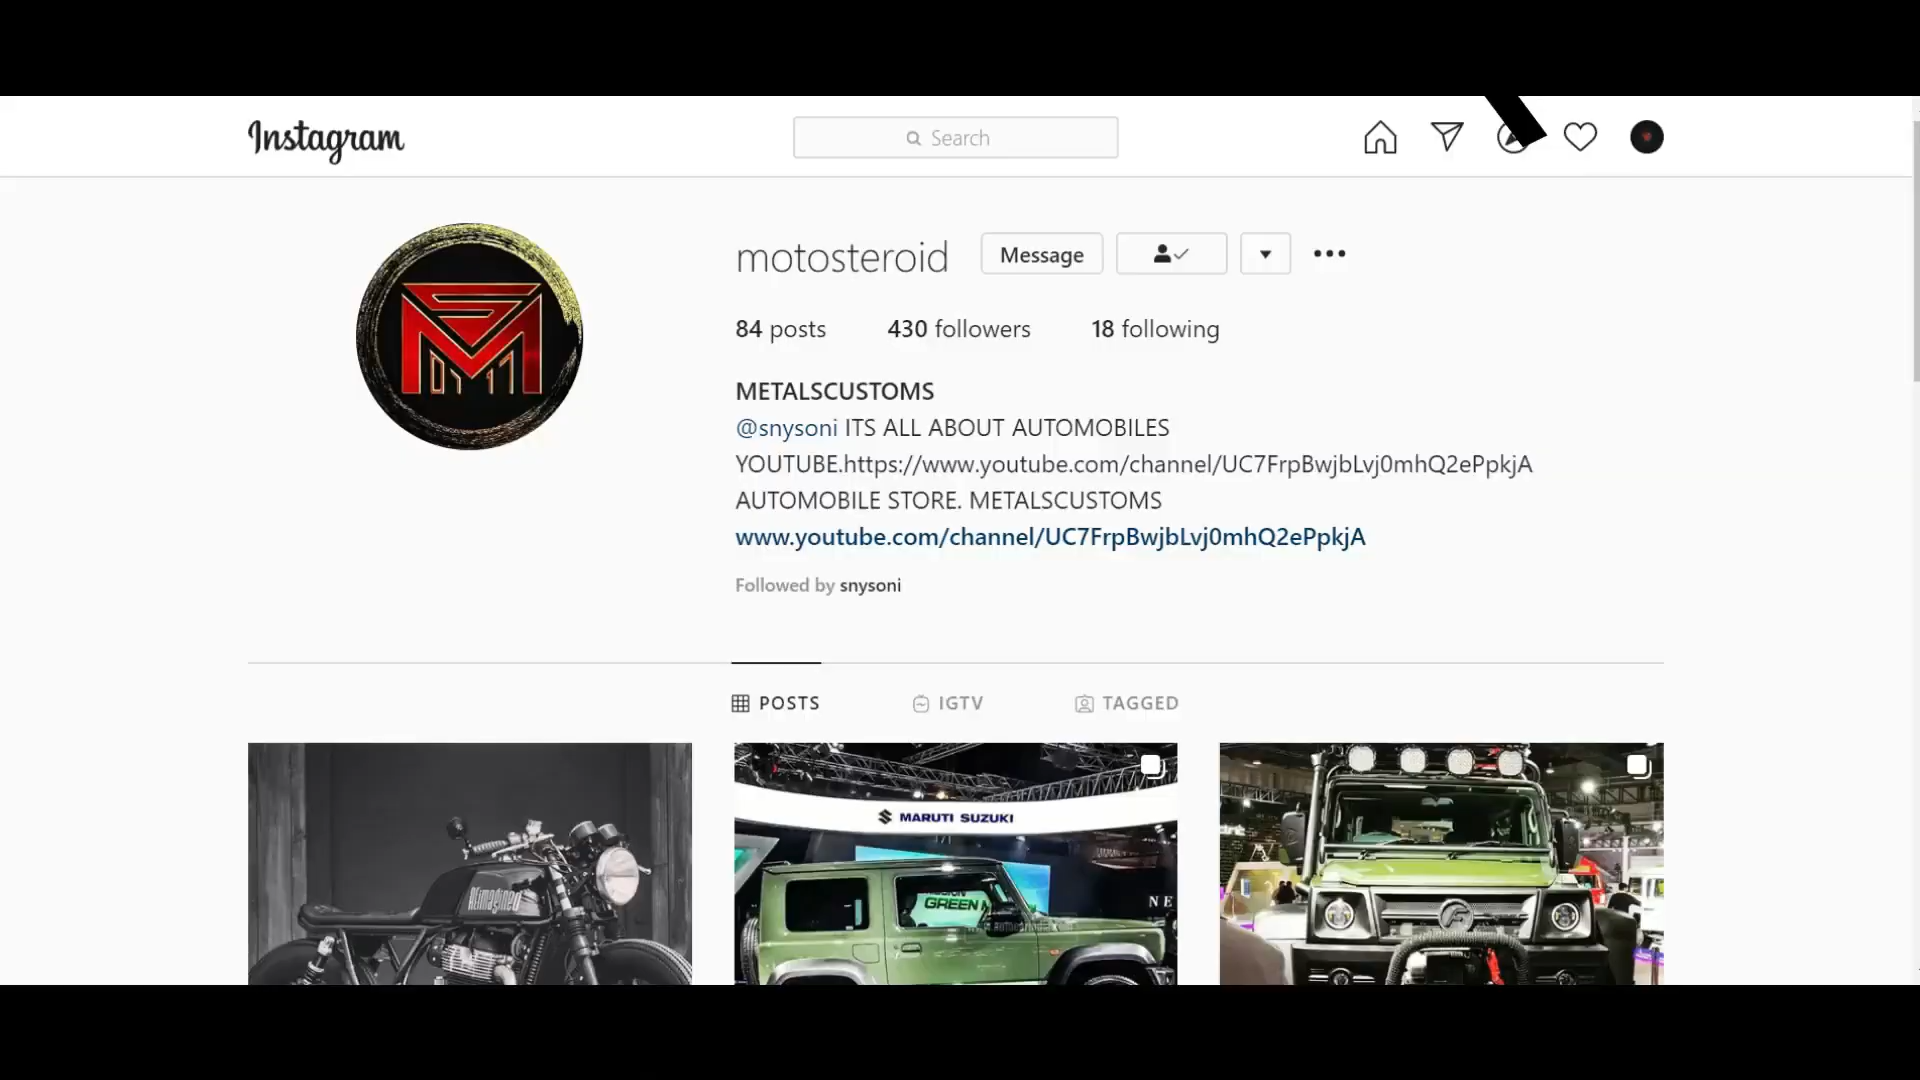 Instagram
Search
motosteroid
Message
84 posts
430 followers
18 following
METALSCUSTOMS
@snysoni ITS ALL ABOUT AUTOMOBILES
YOUTUBE.https://www.youtube.com/channel/UC7FrpBwjbLvj0mhQ2ePpkjA
AUTOMOBILE STORE. METALSCUSTOMS
www.youtube.com/channel/UC7FrpBwjbLvj0mhQ2ePpkjA
Followed by snysoni
POSTS
IGTV
TAGGED
REimagined
MARUTI SUZUKI
GREEN
NE